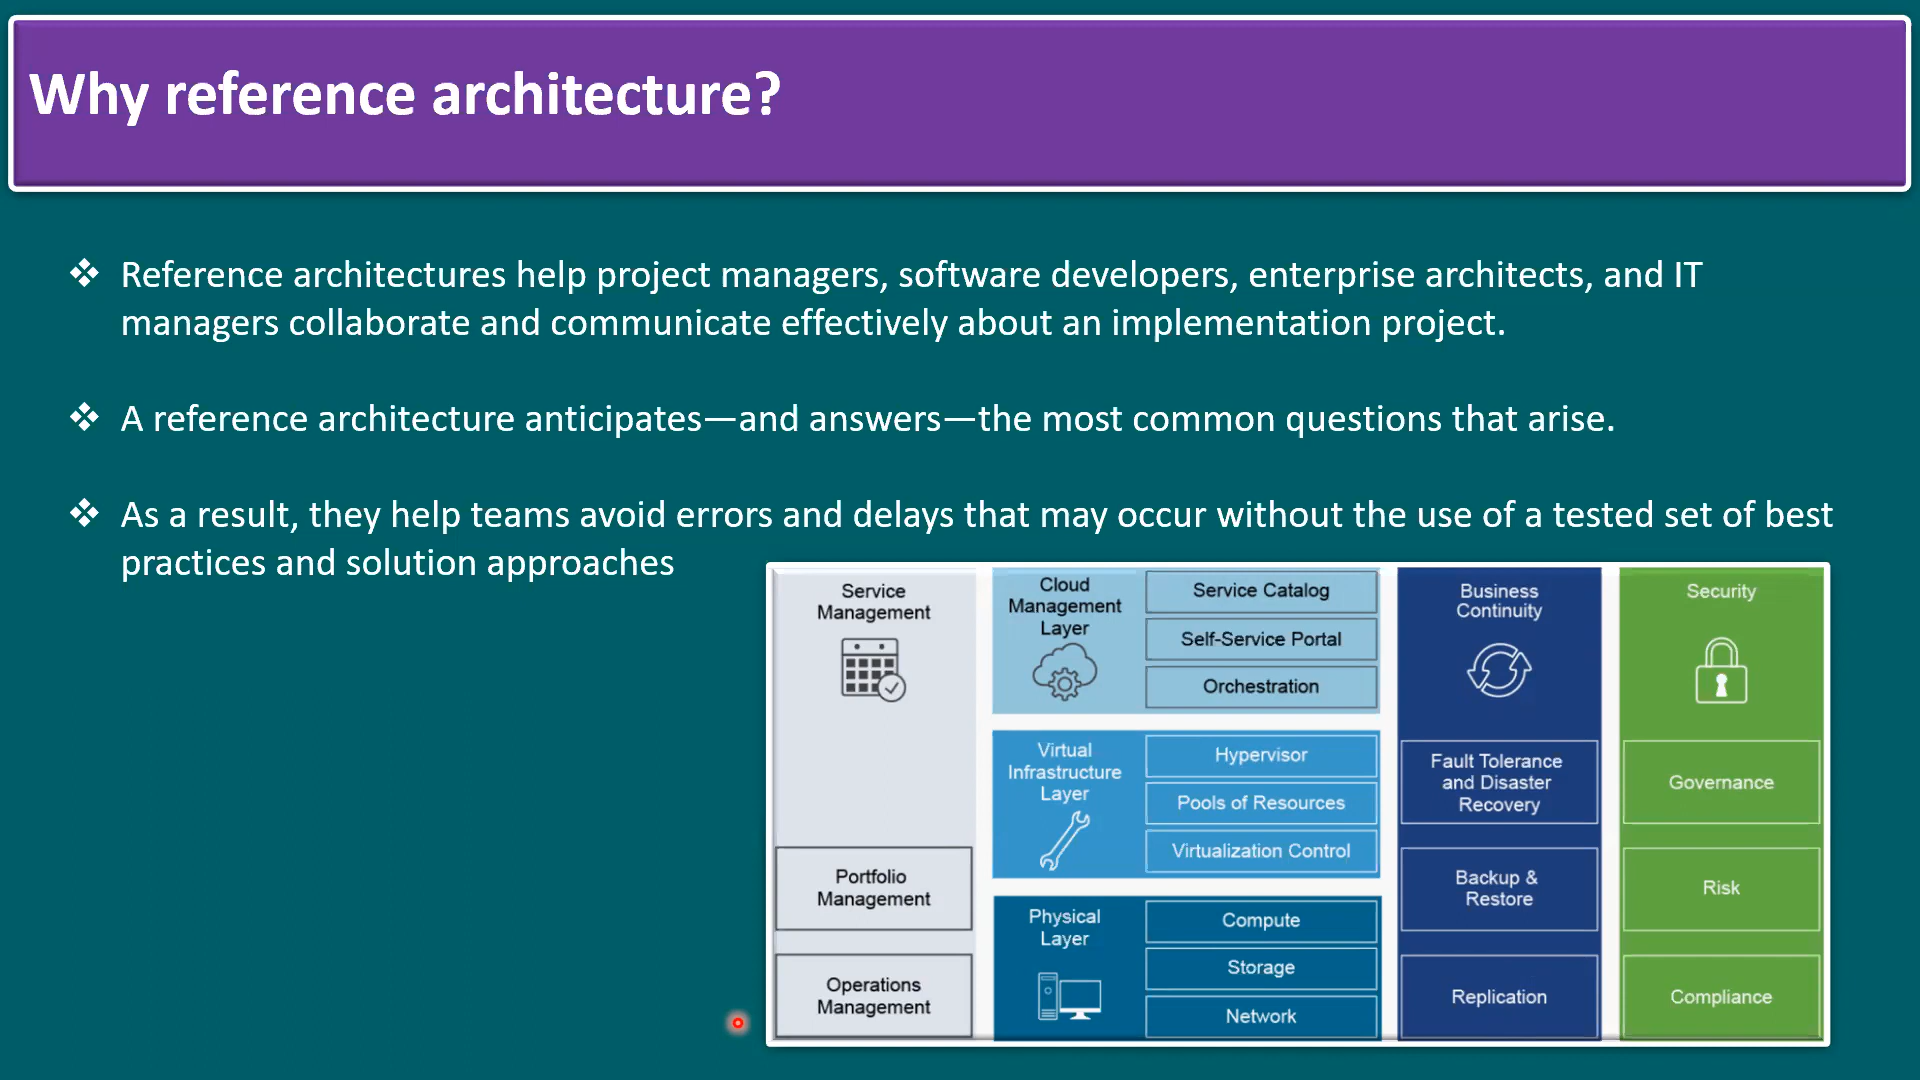 Why reference architecture?
❖ Reference architectures help project managers, software developers, enterprise architects, and IT
managers collaborate and communicate effectively about an implementation project.
❖ A reference architecture anticipates—and answers—the most common questions that arise.
❖ As a result, they help teams avoid errors and delays that may occur without the use of a tested set of best
practices and solution approaches
Service
Management
Portfolio
Management
Operations
Management
Cloud
Management
Layer
Service Catalog
Self-Service Portal
Orchestration
Virtual
Infrastructure
Layer
Hypervisor
Pools of Resources
Virtualization Control
Physical
Layer
Compute
Storage
Network
Business
Continuity
Fault Tolerance
and Disaster
Recovery
Backup &
Restore
Replication
Security
Governance
Risk
Compliance